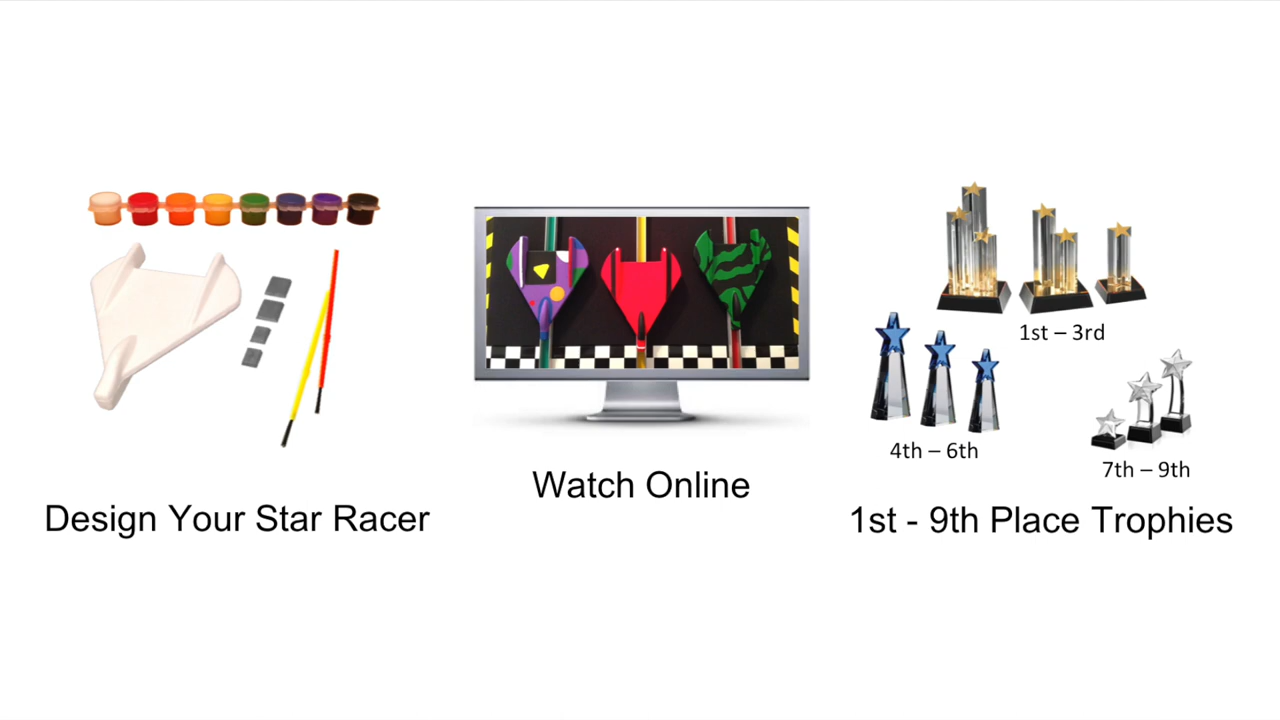 Design Your Star Racer
Watch Online
1st – 3rd
4th – 6th
7th – 9th
1st - 9th Place Trophies